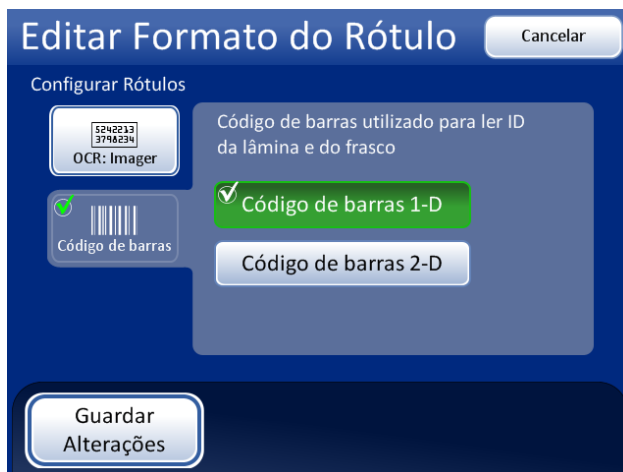 Editar Formato do Rótulo
Cancelar
Configurar Rótulos
5242213
3798234
OCR: Imager
Código de barras
Código de barras utilizado para ler ID
da lâmina e do frasco
Código de barras 1-D
Código de barras 2-D
Guardar
Alterações